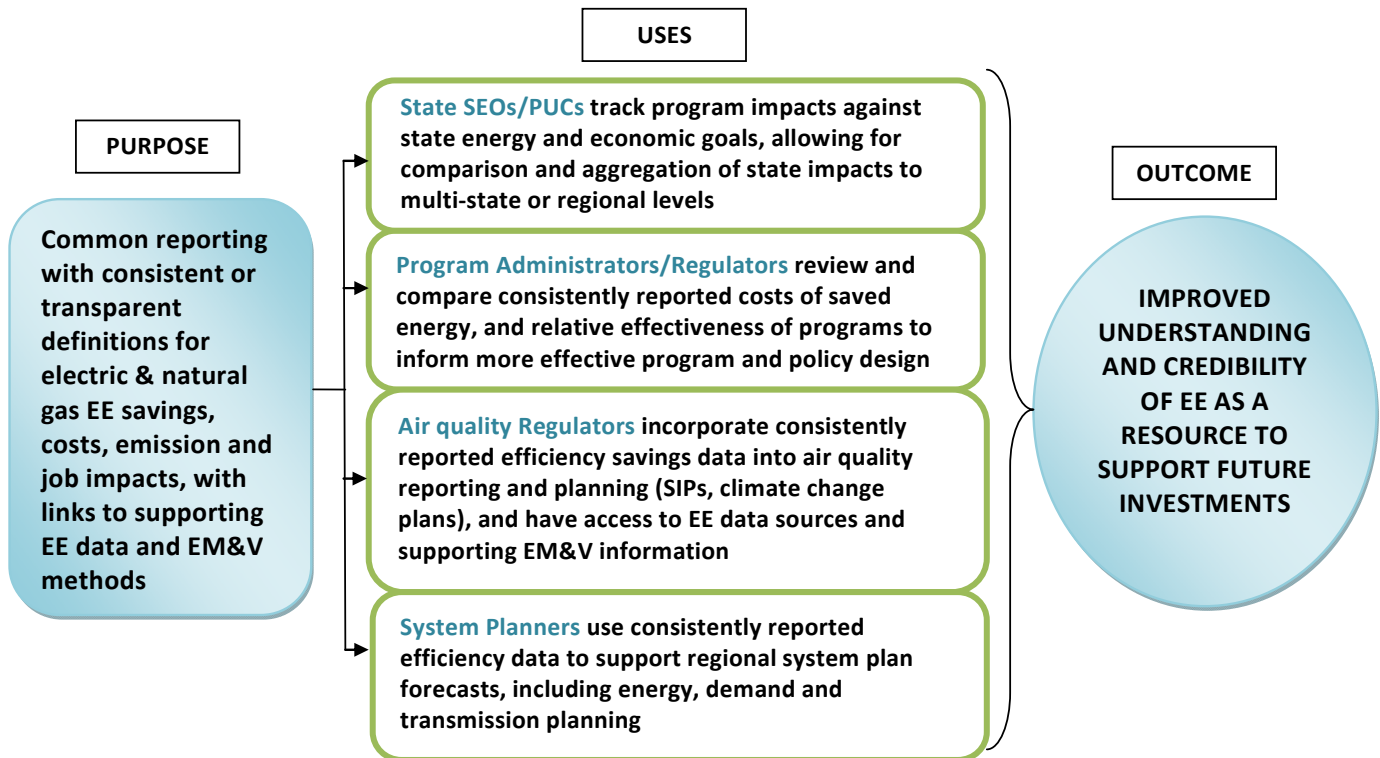 PURPOSE
Common reporting
with consistent or
transparent
definitions for
electric & natural
gas EE savings,
costs, emission and
job impacts, with
links to supporting
EE data and EM&V
methods
USES
State SEOs/PUCs track program impacts against
state energy and economic goals, allowing for
comparison and aggregation of state impacts to
multi-state or regional levels
Program Administrators/Regulators review and
compare consistently reported costs of saved
energy, and relative effectiveness of programs to
inform more effective program and policy design
Air quality Regulators incorporate consistently
reported efficiency savings data into air quality
reporting and planning (SIPs, climate change
plans), and have access to EE data sources and
supporting EM&V information
System Planners use consistently reported
efficiency data to support regional system plan
forecasts, including energy, demand and
transmission planning
OUTCOME
IMPROVED
UNDERSTANDING
AND CREDIBILITY
OF EE AS A
RESOURCE TO
SUPPORT FUTURE
INVESTMENTS